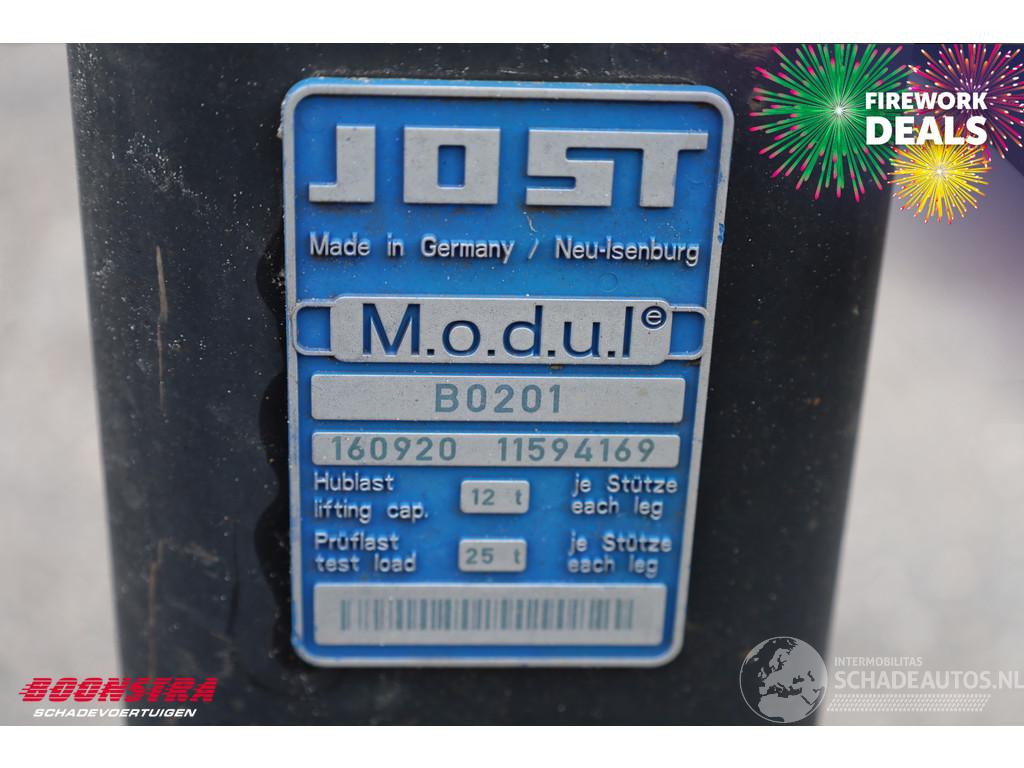 FIREWORK
DEALS
JOST
Made in Germany / Neu-Isenburg
M.o.d.u.l e
B0201
160920 11594169
Hublast 12 t je Stütze
lifting cap. each leg
Prüflast 25 t je Stütze
test load each leg
BOONSTRA
SCHADEVOERTUIGEN
INTERMOBILITAS
SCHADEAUTOS.NL